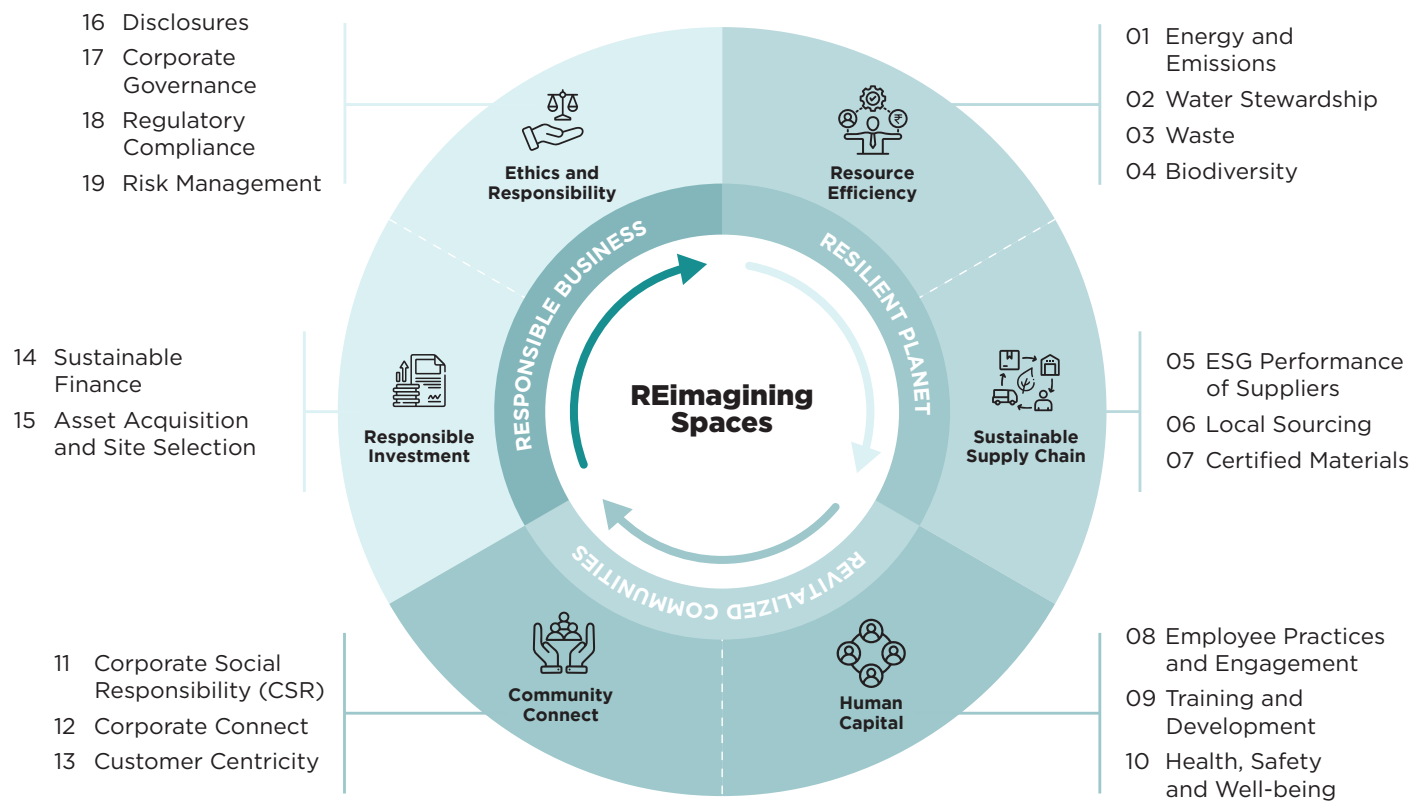 16 Disclosures
17 Corporate
Governance
18 Regulatory
Compliance
19 Risk Management
01 Energy and
Emissions
02 Water Stewardship
03 Waste
04 Biodiversity
Ethics and
Responsibility
₹
Resource
Efficiency
RESPONSIBLE BUSINESS
RESILIENT PLANET
14 Sustainable
Finance
15 Asset Acquisition
and Site Selection
Responsible
Investment
REimagining
Spaces
Sustainable
Supply Chain
05 ESG Performance
of Suppliers
06 Local Sourcing
07 Certified Materials
REVITALIZED COMMUNITIES
11 Corporate Social
Responsibility (CSR)
12 Corporate Connect
13 Customer Centricity
Community
Connect
Human
Capital
08 Employee Practices
and Engagement
09 Training and
Development
10 Health, Safety
and Well-being